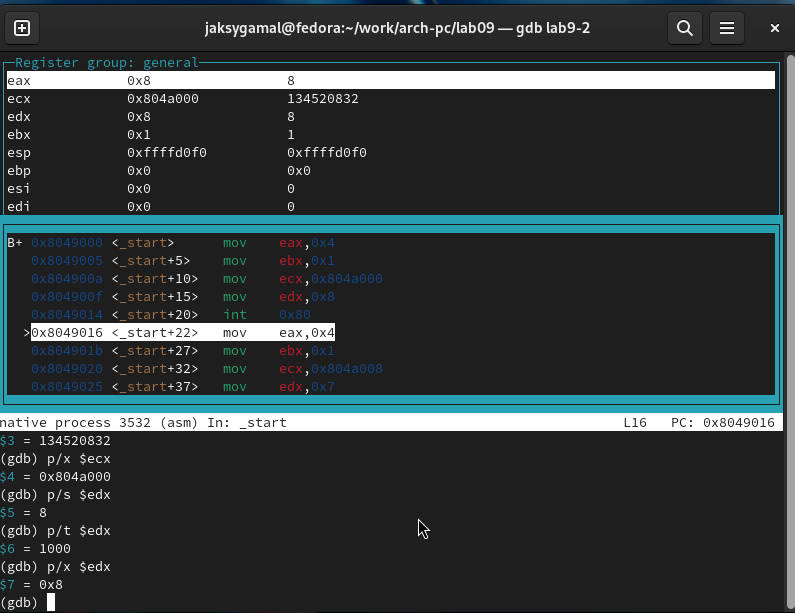 jaksygamal@fedora:~/work/arch-pc/lab09 — gdb lab9-2
Register group: general
eax 0x8 8
ecx 0x804a000 134520832
edx 0x8 8
ebx 0x1 1
esp 0xffffd0f0 0xffffd0f0
ebp 0x0 0x0
esi 0x0 0
edi 0x0 0
B+ 0x8049000 <_start> mov eax,0x4
0x8049005 <_start+5> mov ebx,0x1
0x804900a <_start+10> mov ecx,0x804a000
0x804900f <_start+15> mov edx,0x8
0x8049014 <_start+20> int 0x80
>0x8049016 <_start+22> mov eax,0x4
0x804901b <_start+27> mov ebx,0x1
0x8049020 <_start+32> mov ecx,0x804a008
0x8049025 <_start+37> mov edx,0x7
native process 3532 (asm) In: _start L16 PC: 0x8049016
$3 = 134520832
(gdb) p/x $ecx
$4 = 0x804a000
(gdb) p/s $edx
$5 = 8
(gdb) p/t $edx
$6 = 1000
(gdb) p/x $edx
$7 = 0x8
(gdb)